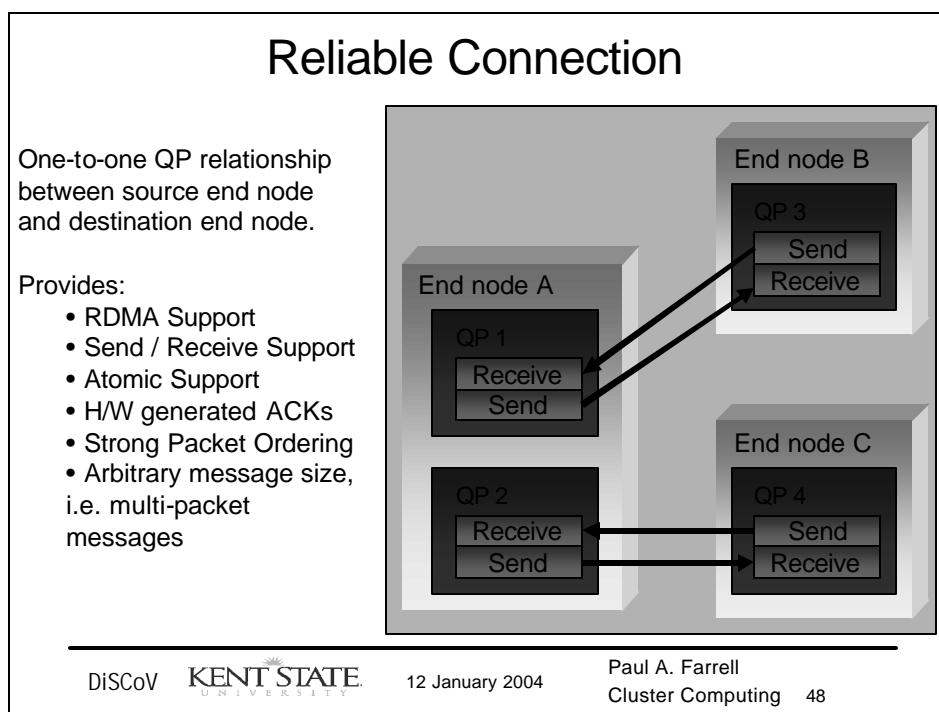 Reliable Connection
One-to-one QP relationship
between source end node
and destination end node.
Provides:
• RDMA Support
• Send / Receive Support
• Atomic Support
• H/W generated ACKs
• Strong Packet Ordering
• Arbitrary message size,
i.e. multi-packet
messages
End node A
QP 1
Receive
Send
QP 2
Receive
Send
End node B
QP 3
Send
Receive
End node C
QP 4
Send
Receive
DiSCoV
KENT STATE
UNIVERSITY
12 January 2004
Paul A. Farrell
Cluster Computing 48